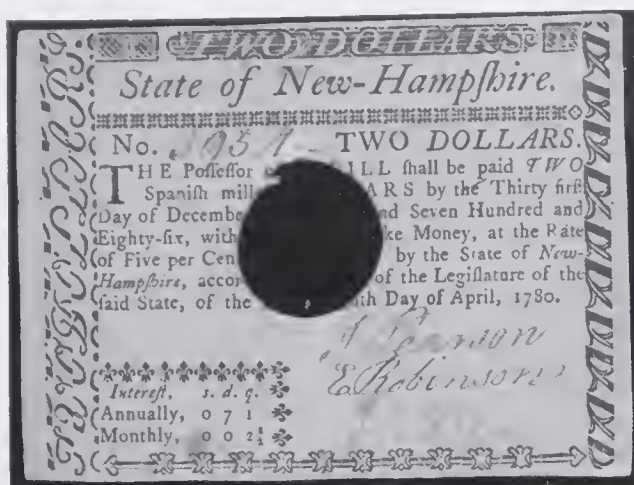 TWO DOLLARS
State of New-Hampſhire.
No. TWO DOLLARS.
THE Poſſeſſor ILL ſhall be paid TWO
Spaniſh mill ARS by the Thirty firſt
Day of Decembe nd Seven Hundred and
Eighty-ſix, with ke Money, at the Rate
of Five per Cen by the State of New-
Hampſhire, accor of the Legiſlature of the
ſaid State, of the th Day of April, 1780.
J Pearson
E Robinson
Intereſt, s. d. q.
Annually, 0 7 1
Monthly, 0 0 2½